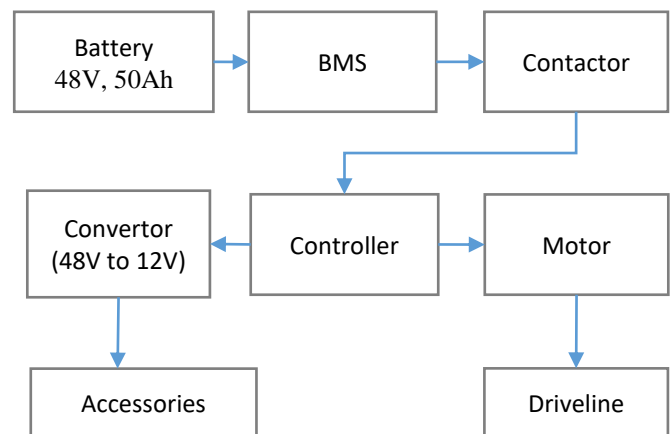 Battery
48V, 50Ah
BMS
Contactor
Convertor
(48V to 12V)
Controller
Motor
Accessories
Driveline